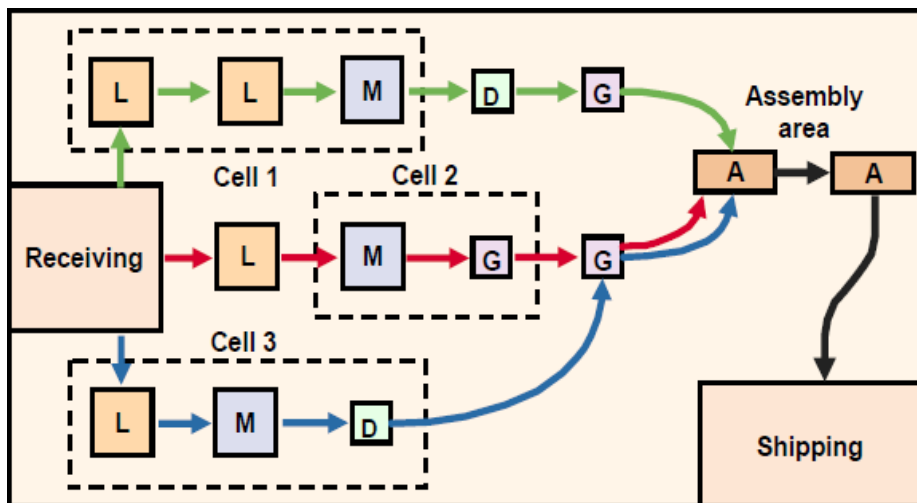 L
L
M
D
G
Assembly
area
Cell 1
Cell 2
A
A
Receiving
L
M
G
G
Cell 3
L
M
D
Shipping